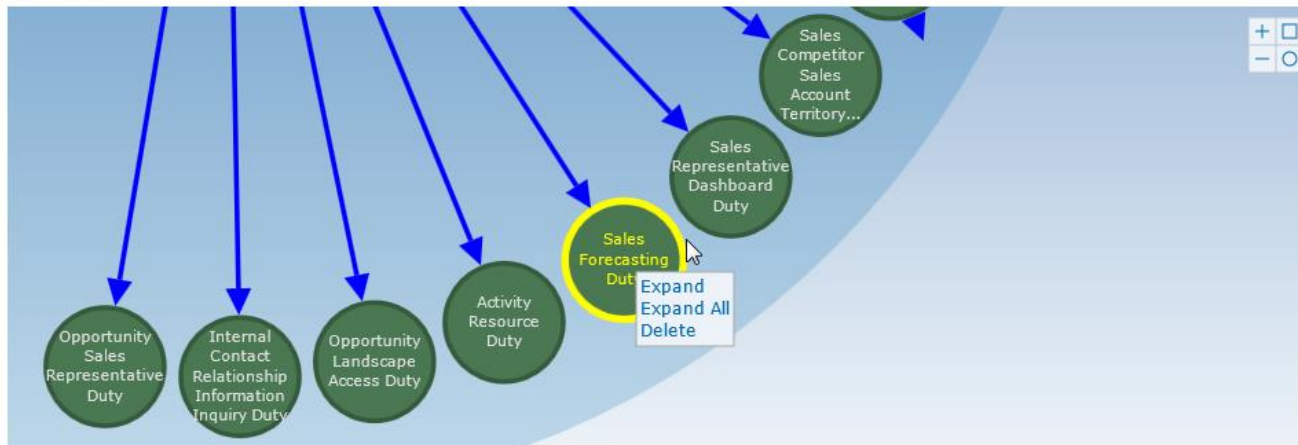 Sales
Competitor
Sales
Account
Territory...
Sales
Representative
Dashboard
Duty
Sales
Forecasting
Duty
Expand
Expand All
Delete
Activity
Resource
Duty
Opportunity
Landscape
Access Duty
Internal
Contact
Relationship
Information
Inquiry Duty
Opportunity
Sales
Representative
Duty